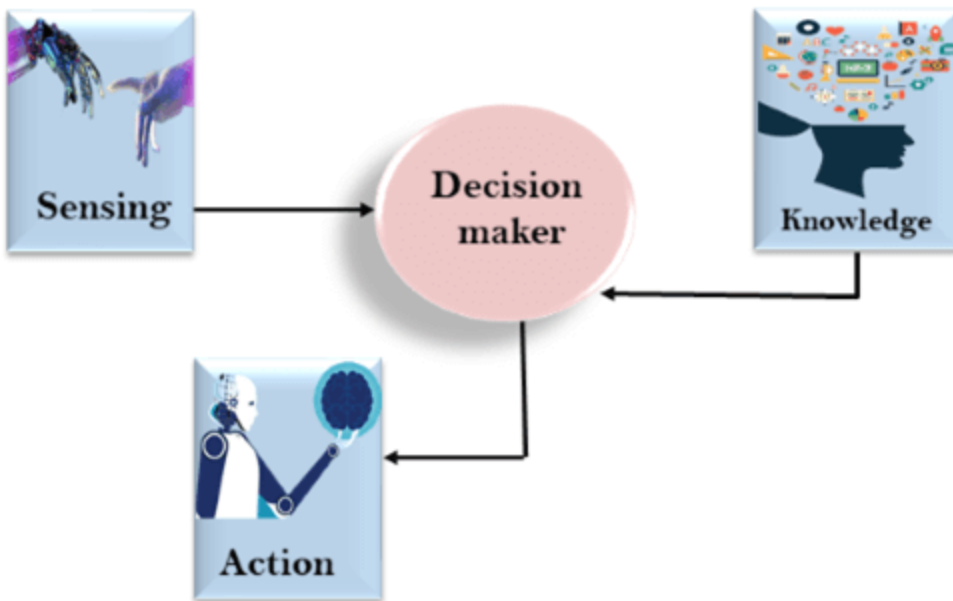 Sensing
Decision
maker
Knowledge
Action